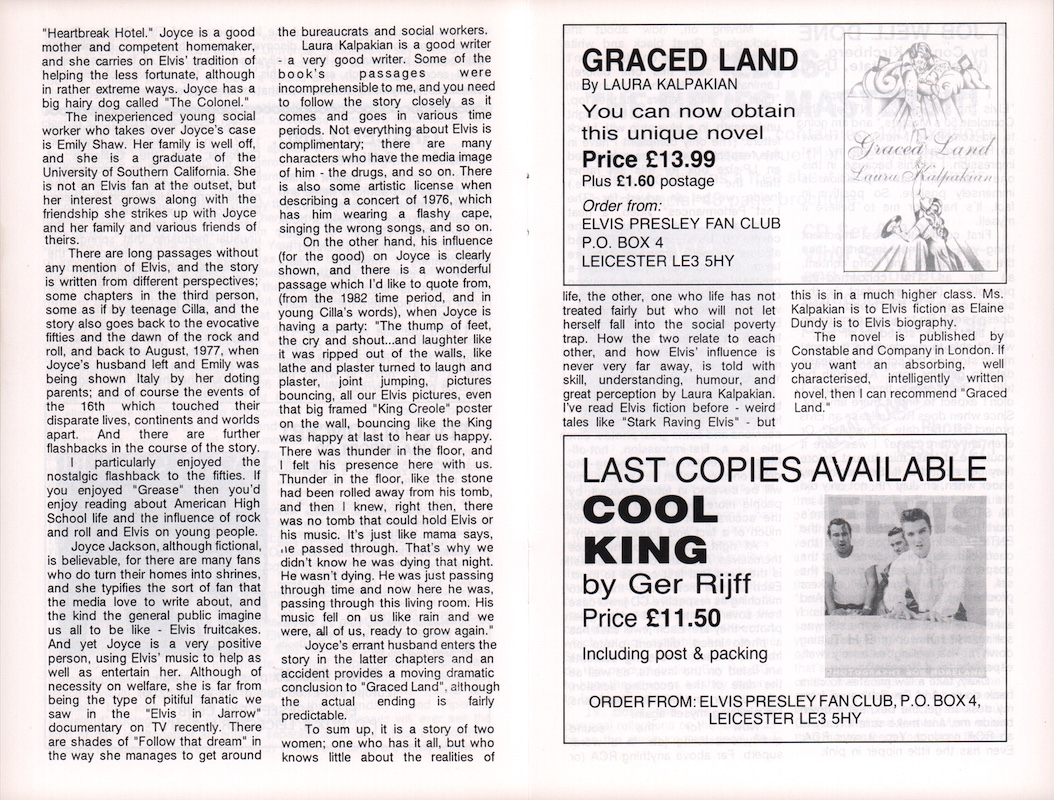 "Heartbreak Hotel." Joyce is a good
mother and competent homemaker,
and she carries on Elvis' tradition of
helping the less fortunate, although
in rather extreme ways. Joyce has a
big hairy dog called "The Colonel."
The inexperienced young social
worker who takes over Joyce's case
is Emily Shaw. Her family is well off,
and she is a graduate of the
University of Southern California. She
is not an Elvis fan at the outset, but
her interest grows along with the
friendship she strikes up with Joyce
and her family and various friends of
theirs.
There are long passages without
any mention of Elvis, and the story
is written from different perspectives;
some chapters in the third person,
some as if by teenage Cilla, and the
story also goes back to the evocative
fifties and the dawn of the rock and
roll, and back to August, 1977, when
Joyce's husband left and Emily was
being shown Italy by her doting
parents; and of course the events of
the 16th which touched their
disparate lives, continents and worlds
apart. And there are further
flashbacks in the course of the story.
I particularly enjoyed the
nostalgic flashback to the fifties. If
you enjoyed "Grease" then you'd
enjoy reading about American High
School life and the influence of rock
and roll and Elvis on young people.
Joyce Jackson, although fictional,
is believable, for there are many fans
who do turn their homes into shrines,
and she typifies the sort of fan that
the media love to write about, and
the kind the general public imagine
us all to be like - Elvis fruitcakes.
And yet Joyce is a very positive
person, using Elvis' music to help as
well as entertain her. Although of
necessity on welfare, she is far from
being the type of pitiful fanatic we
saw in the "Elvis in Jarrow"
documentary on TV recently. There
are shades of "Follow that dream" in
the way she manages to get around
the bureaucrats and social workers.
Laura Kalpakian is a good writer
- a very good writer. Some of the
book's passages were
incomprehensible to me, and you need
to follow the story closely as it
comes and goes in various time
periods. Not everything about Elvis is
complimentary; there are many
characters who have the media image
of him - the drugs, and so on. There
is also some artistic license when
describing a concert of 1976, which
has him wearing a flashy cape,
singing the wrong songs, and so on.
On the other hand, his influence
(for the good) on Joyce is clearly
shown, and there is a wonderful
passage which I'd like to quote from,
(from the 1982 time period, and in
young Cilla's words), when Joyce is
having a party: "The thump of feet,
the cry and shout...and laughter like
it was ripped out of the walls, like
lathe and plaster turned to laugh and
plaster, joint jumping, pictures
bouncing, all our Elvis pictures, even
that big framed "King Creole" poster
on the wall, bouncing like the King
was happy at last to hear us happy.
There was thunder in the floor, and
I felt his presence here with us.
Thunder in the floor, like the stone
had been rolled away from his tomb,
and then I knew, right then, there
was no tomb that could hold Elvis or
his music. It's just like mama says,
he passed through. That's why we
didn't know he was dying that night.
He wasn't dying. He was just passing
through time and now here he was,
passing through this living room. His
music fell on us like rain and we
were, all of us, ready to grow again."
Joyce's errant husband enters the
story in the latter chapters and an
accident provides a moving dramatic
conclusion to "Graced Land", although
the actual ending is fairly
predictable.
To sum up, it is a story of two
women; one who has it all, but who
knows little about the realities of
GRACED LAND
By LAURA KALPAKIAN
You can now obtain
this unique novel
Price £13.99
Plus £1.60 postage
Order from:
ELVIS PRESLEY FAN CLUB
P.O. BOX 4
LEICESTER LE3 5HY
Graced Land
Laura Kalpakian
life, the other, one who life has not
treated fairly but who will not let
herself fall into the social poverty
trap. How the two relate to each
other, and how Elvis' influence is
never very far away, is told with
skill, understanding, humour, and
great perception by Laura Kalpakian.
I've read Elvis fiction before - weird
tales like "Stark Raving Elvis" - but
this is in a much higher class. Ms.
Kalpakian is to Elvis fiction as Elaine
Dundy is to Elvis biography.
The novel is published by
Constable and Company in London. If
you want an absorbing, well
characterised, intelligently written
novel, then I can recommend "Graced
Land."
LAST COPIES AVAILABLE
COOL
KING
by Ger Rijff
Price £11.50
Including post & packing
ORDER FROM: ELVIS PRESLEY FAN CLUB, P.O. BOX 4,
LEICESTER LE3 5HY